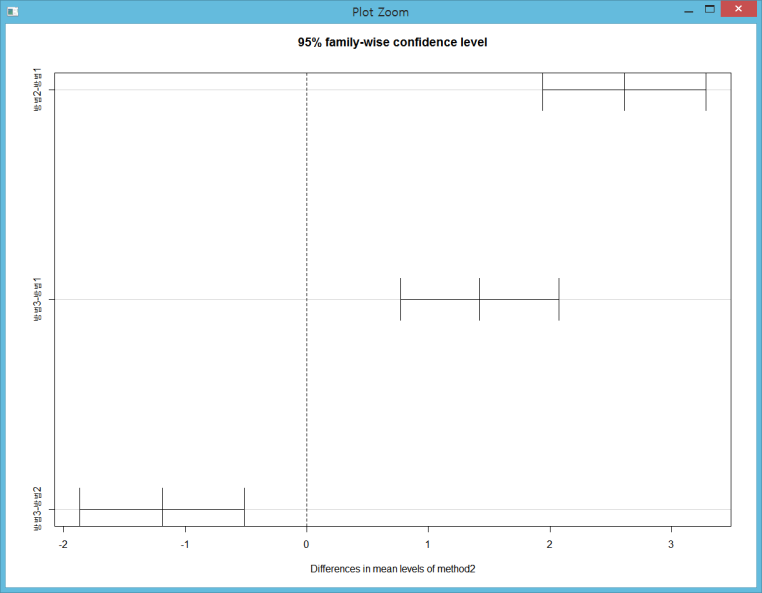 Plot Zoom
95% family-wise confidence level
방법2-방법1
방법3-방법1
방법3-방법2
-2 -1 0 1 2 3
Differences in mean levels of method2